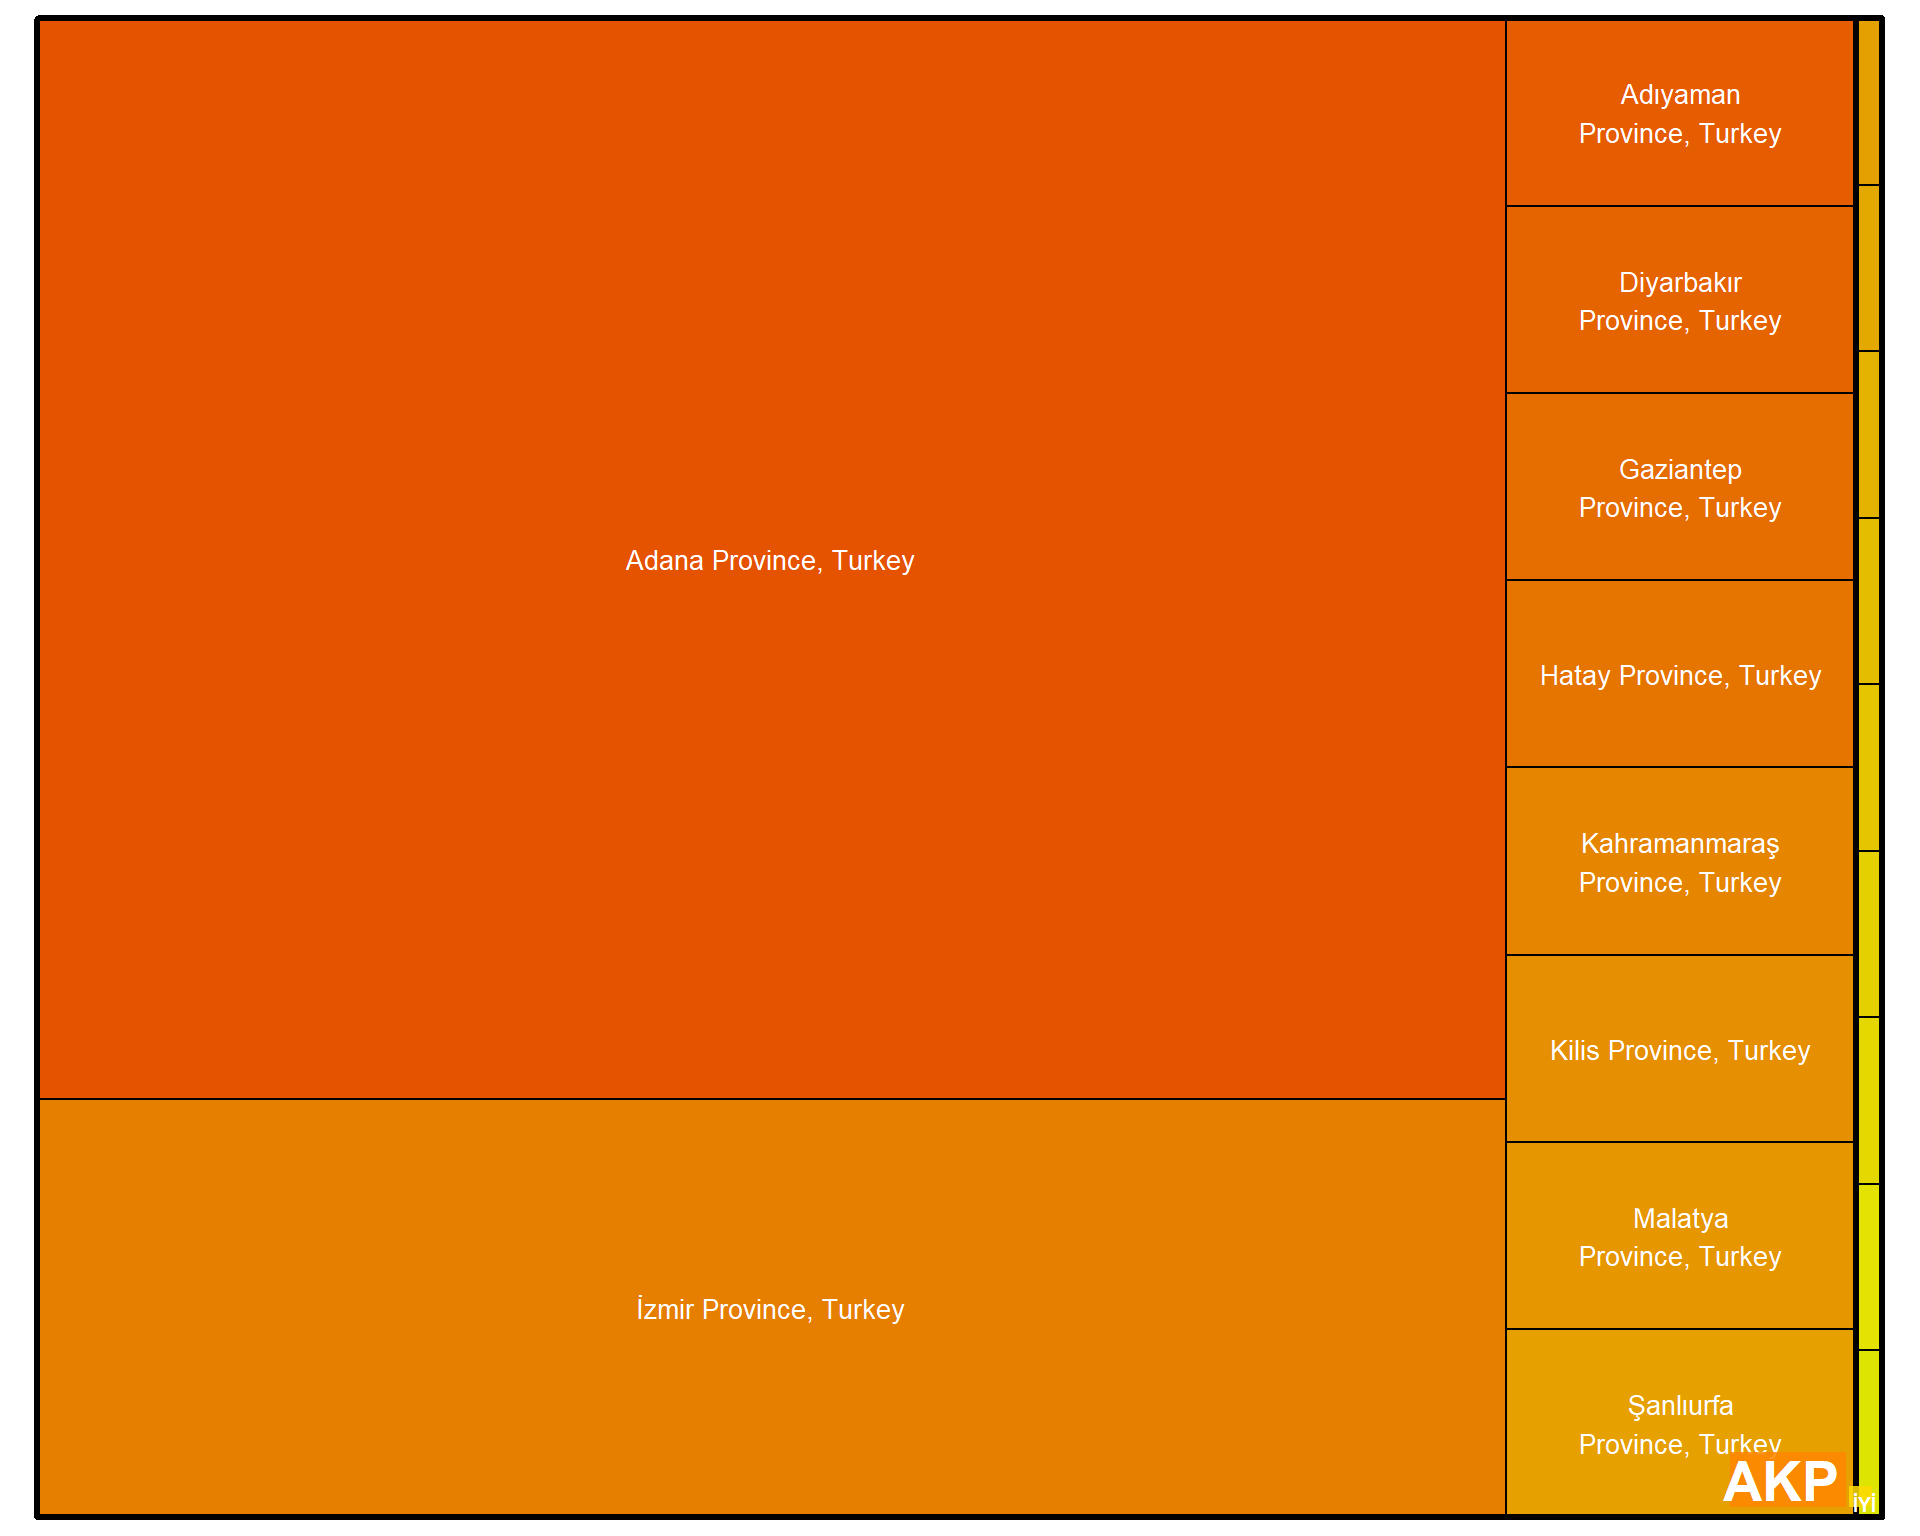 Adana Province, Turkey
İzmir Province, Turkey
Adıyaman
Province, Turkey
Diyarbakır
Province, Turkey
Gaziantep
Province, Turkey
Hatay Province, Turkey
Kahramanmaraş
Province, Turkey
Kilis Province, Turkey
Malatya
Province, Turkey
Şanlıurfa
Province, Turkey
AKP
İYİ